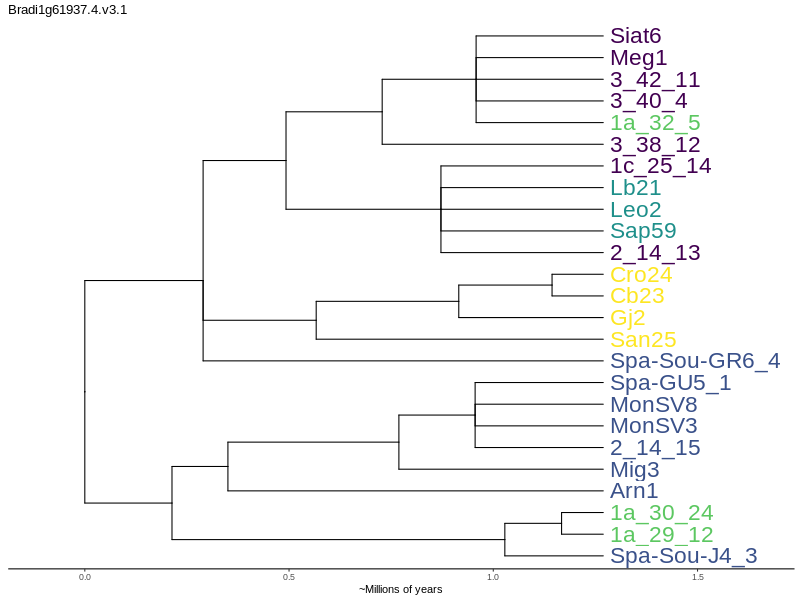 Bradi1g61937.4.v3.1
Siat6
Meg1
3_42_11
3_40_4
1a_32_5
3_38_12
1c_25_14
Lb21
Leo2
Sap59
2_14_13
Cro24
Cb23
Gj2
San25
Spa-Sou-GR6_4
Spa-GU5_1
MonSV8
MonSV3
2_14_15
Mig3
Arn1
1a_30_24
1a_29_12
Spa-Sou-J4_3
0.0 0.5 1.0 1.5
~Millions of years